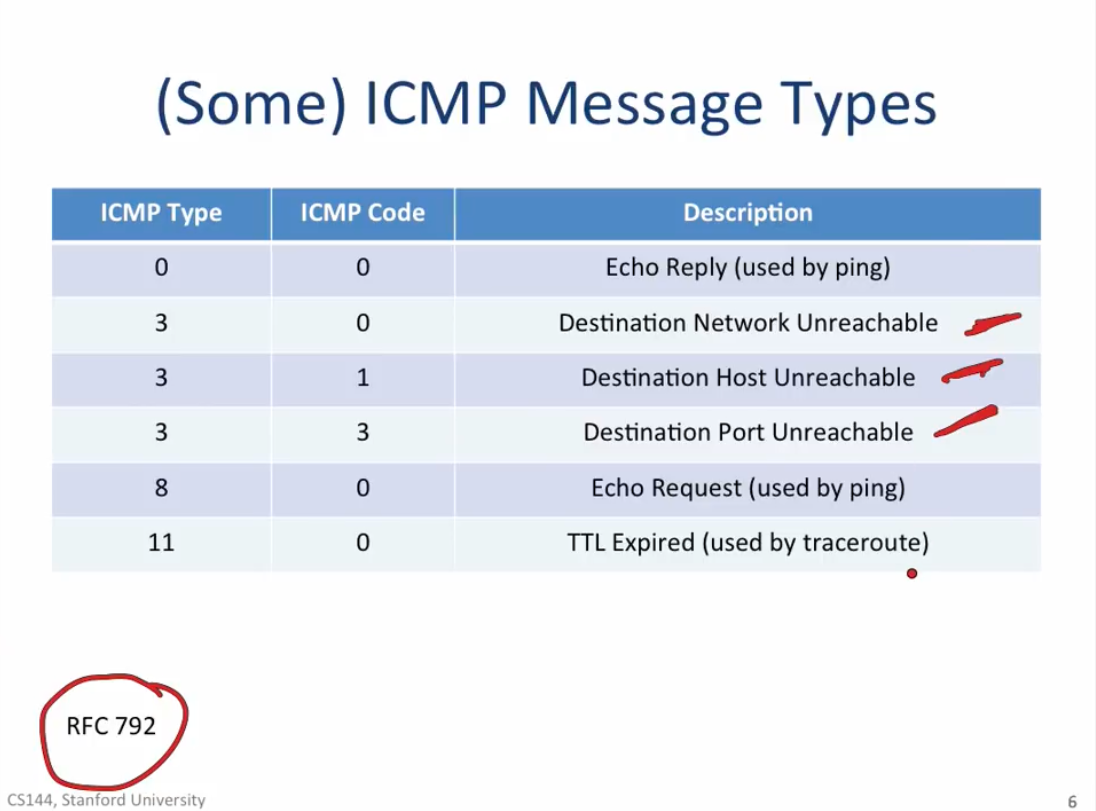 (Some) ICMP Message Types
ICMP Type ICMP Code Description
0 0 Echo Reply (used by ping)
3 0 Destination Network Unreachable
3 1 Destination Host Unreachable
3 3 Destination Port Unreachable
8 0 Echo Request (used by ping)
11 0 TTL Expired (used by traceroute)
RFC 792
CS144, Stanford University 6